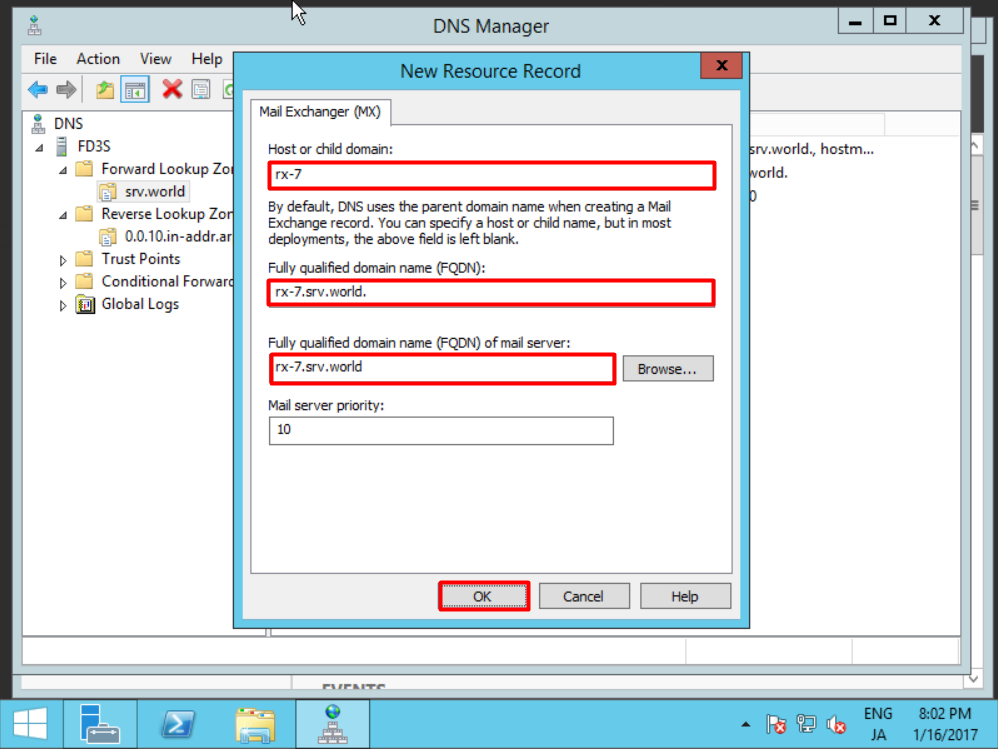 DNS Manager
File Action View Help
New Resource Record
Mail Exchanger (MX)
DNS
FD3S
Forward Lookup Zon
srv.world
Reverse Lookup Zon
0.0.10.in-addr.ar
Trust Points
Conditional Forward
Global Logs
Host or child domain:
rx-7
By default, DNS uses the parent domain name when creating a Mail
Exchange record. You can specify a host or child name, but in most
deployments, the above field is left blank.
Fully qualified domain name (FQDN):
rx-7.srv.world.
Fully qualified domain name (FQDN) of mail server:
rx-7.srv.world
Browse...
Mail server priority:
10
OK
Cancel
Help
srv.world., hostm...
world.
0
EVENTS
ENG
JA
8:02 PM
1/16/2017